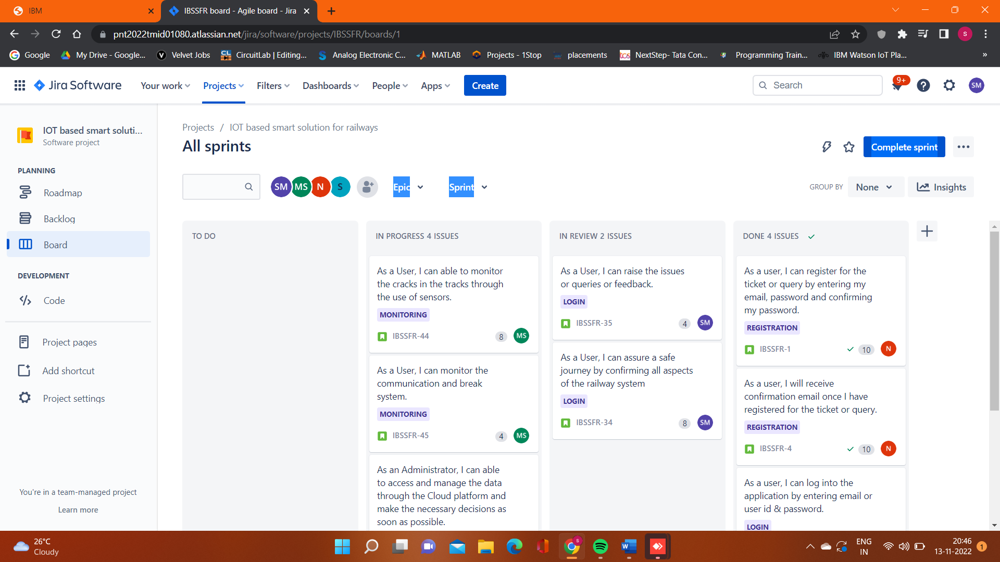 IBM
IBSSFR board - Agile board - Jira
pnt2022tmid01080.atlassian.net/jira/software/projects/IBSSFR/boards/1
S
Google
My Drive - Google...
Velvet Jobs
CircuitLab | Editing...
Analog Electronic C...
MATLAB
Projects - 1Stop
placements
NextStep- Tata Con...
Programming Train...
IBM Watson IoT Pla...
»
Jira Software
Your work
Projects
Filters
Dashboards
People
Apps
Create
Search
9+
SM
IOT based smart soluti...
Software project
PLANNING
Roadmap
Backlog
Board
DEVELOPMENT
Code
Project pages
Add shortcut
Project settings
You're in a team-managed project
Learn more
Projects / IOT based smart solution for railways
All sprints
Complete sprint
SM
MS
N
S
Epic
Sprint
GROUP BY
None
Insights
TO DO
IN PROGRESS 4 ISSUES
As a User, I can able to monitor
the cracks in the tracks through
the use of sensors.
MONITORING
IBSSFR-44
8
MS
As a User, I can monitor the
communication and break
system.
MONITORING
IBSSFR-45
4
MS
As an Administrator, I can able
to access and manage the data
through the Cloud platform and
make the necessary decisions as
soon as possible.
IN REVIEW 2 ISSUES
As a User, I can raise the issues
or queries or feedback.
LOGIN
IBSSFR-35
4
SM
As a User, I can assure a safe
journey by confirming all aspects
of the railway system
LOGIN
IBSSFR-34
8
SM
DONE 4 ISSUES
As a user, I can register for the
ticket or query by entering my
email, password and confirming
my password.
REGISTRATION
IBSSFR-1
10
N
As a user, I will receive
confirmation email once I have
registered for the ticket or query.
REGISTRATION
IBSSFR-4
10
N
As a user, I can log into the
application by entering email or
user id & password.
LOGIN
26°C
Cloudy
ENG
IN
20:46
13-11-2022
1